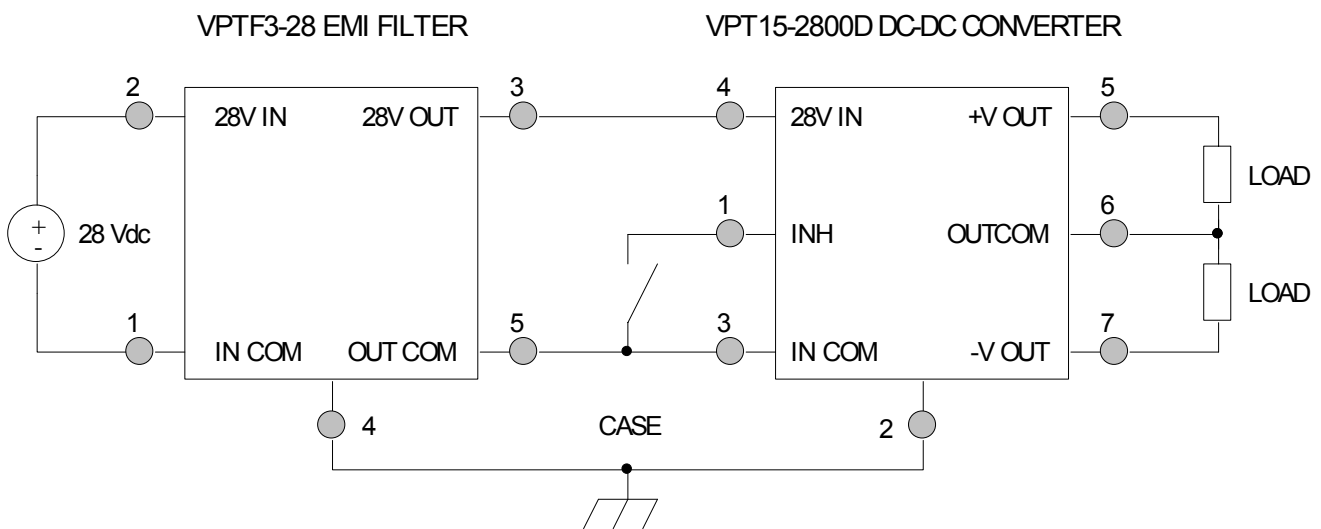 VPTF3-28 EMI FILTER
VPT15-2800D DC-DC CONVERTER
2
3
4
5
28V IN
28V OUT
28V IN
+V OUT
LOAD
1
6
+
-
28 Vdc
INH
OUTCOM
LOAD
1
5
3
7
IN COM
OUT COM
IN COM
-V OUT
4
CASE
2